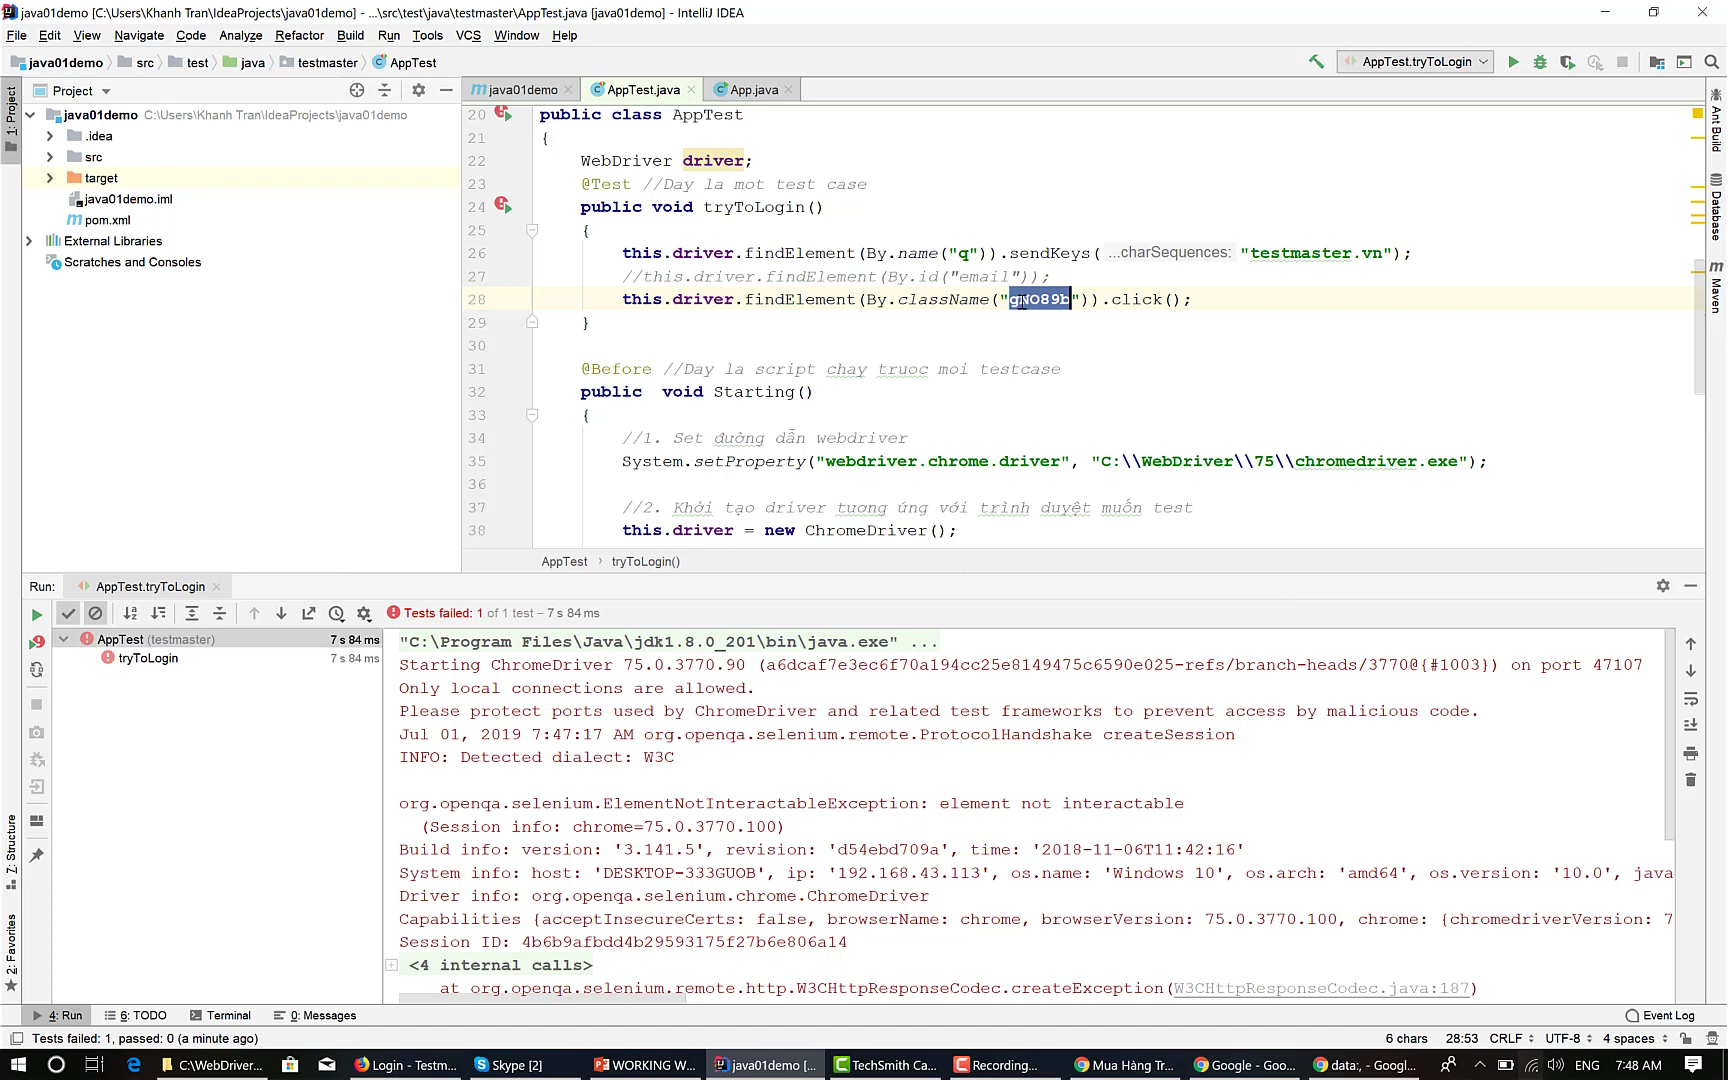 java01demo [C:\Users\Khanh Tran\IdeaProjects\java01demo] - ...\src\test\java\testmaster\AppTest.java [java01demo] - IntelliJ IDEA
File Edit View Navigate Code Analyze Refactor Build Run Tools VCS Window Help
java01demo src test java testmaster AppTest
AppTest.tryToLogin
Project
java01demo AppTest.java App.java
1: Project
java01demo C:\Users\Khanh Tran\IdeaProjects\java01demo
.idea
src
target
java01demo.iml
pom.xml
External Libraries
Scratches and Consoles
20 public class AppTest
21 {
22 WebDriver driver;
23 @Test //Day la mot test case
24 public void tryToLogin()
25 {
26 this.driver.findElement(By.name("q")).sendKeys( ...charSequences: "testmaster.vn");
27 //this.driver.findElement(By.id("email"));
28 this.driver.findElement(By.className("gNO89b")).click();
29 }
30
31 @Before //Day la script chay truoc moi testcase
32 public void Starting()
33 {
34 //1. Set đường dẫn webdriver
35 System.setProperty("webdriver.chrome.driver", "C:\\WebDriver\\75\\chromedriver.exe");
36
37 //2. Khởi tạo driver tương ứng với trình duyệt muốn test
38 this.driver = new ChromeDriver();
AppTest tryToLogin()
Ant Build
Database
Maven
Run: AppTest.tryToLogin
Tests failed: 1 of 1 test – 7 s 84 ms
AppTest (testmaster) 7 s 84 ms
tryToLogin 7 s 84 ms
"C:\Program Files\Java\jdk1.8.0_201\bin\java.exe" ...
Starting ChromeDriver 75.0.3770.90 (a6dcaf7e3ec6f70a194cc25e8149475c6590e025-refs/branch-heads/3770@{#1003}) on port 47107
Only local connections are allowed.
Please protect ports used by ChromeDriver and related test frameworks to prevent access by malicious code.
Jul 01, 2019 7:47:17 AM org.openqa.selenium.remote.ProtocolHandshake createSession
INFO: Detected dialect: W3C
org.openqa.selenium.ElementNotInteractableException: element not interactable
(Session info: chrome=75.0.3770.100)
Build info: version: '3.141.5', revision: 'd54ebd709a', time: '2018-11-06T11:42:16'
System info: host: 'DESKTOP-333GUOB', ip: '192.168.43.113', os.name: 'Windows 10', os.arch: 'amd64', os.version: '10.0', java
Driver info: org.openqa.selenium.chrome.ChromeDriver
Capabilities {acceptInsecureCerts: false, browserName: chrome, browserVersion: 75.0.3770.100, chrome: {chromedriverVersion: 7
Session ID: 4b6b9afbdd4b29593175f27b6e806a14
<4 internal calls>
at org.openqa.selenium.remote.http.W3CHttpResponseCodec.createException(W3CHttpResponseCodec.java:187)
7: Structure
2: Favorites
4: Run 6: TODO Terminal 0: Messages Event Log
Tests failed: 1, passed: 0 (a minute ago) 6 chars 28:53 CRLF UTF-8 4 spaces
C:\WebDriver... Login - Testm... Skype [2] WORKING W... java01demo [... TechSmith Ca... Recording... Mua Hàng Tr... Google - Goo... data:, - Googl... ENG 7:48 AM